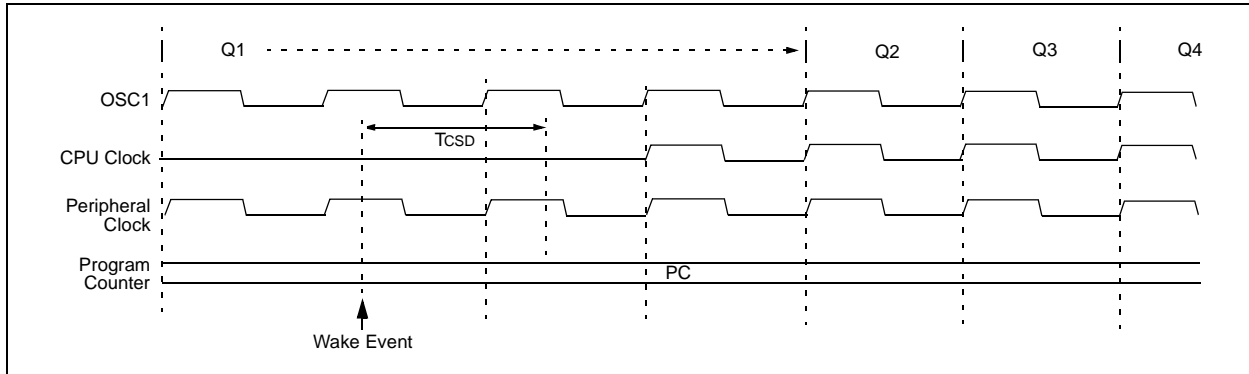 Q1
Q2
Q3
Q4
OSC1
TCSD
CPU Clock
Peripheral
Clock
Program
Counter
PC
Wake Event